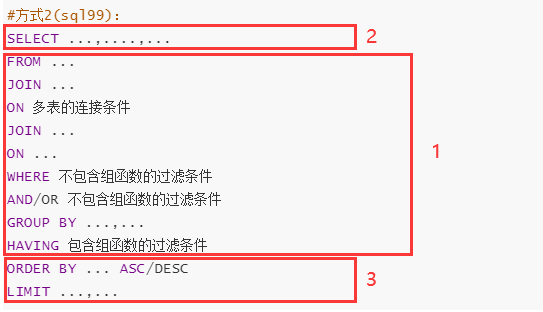 #方式2(sql99)：
SELECT ...,....,...
2
FROM ...
JOIN ...
ON 多表的连接条件
JOIN ...
ON ...
1
WHERE 不包含组函数的过滤条件
AND/OR 不包含组函数的过滤条件
GROUP BY ...,...
HAVING 包含组函数的过滤条件
ORDER BY ... ASC/DESC
3
LIMIT ...,...